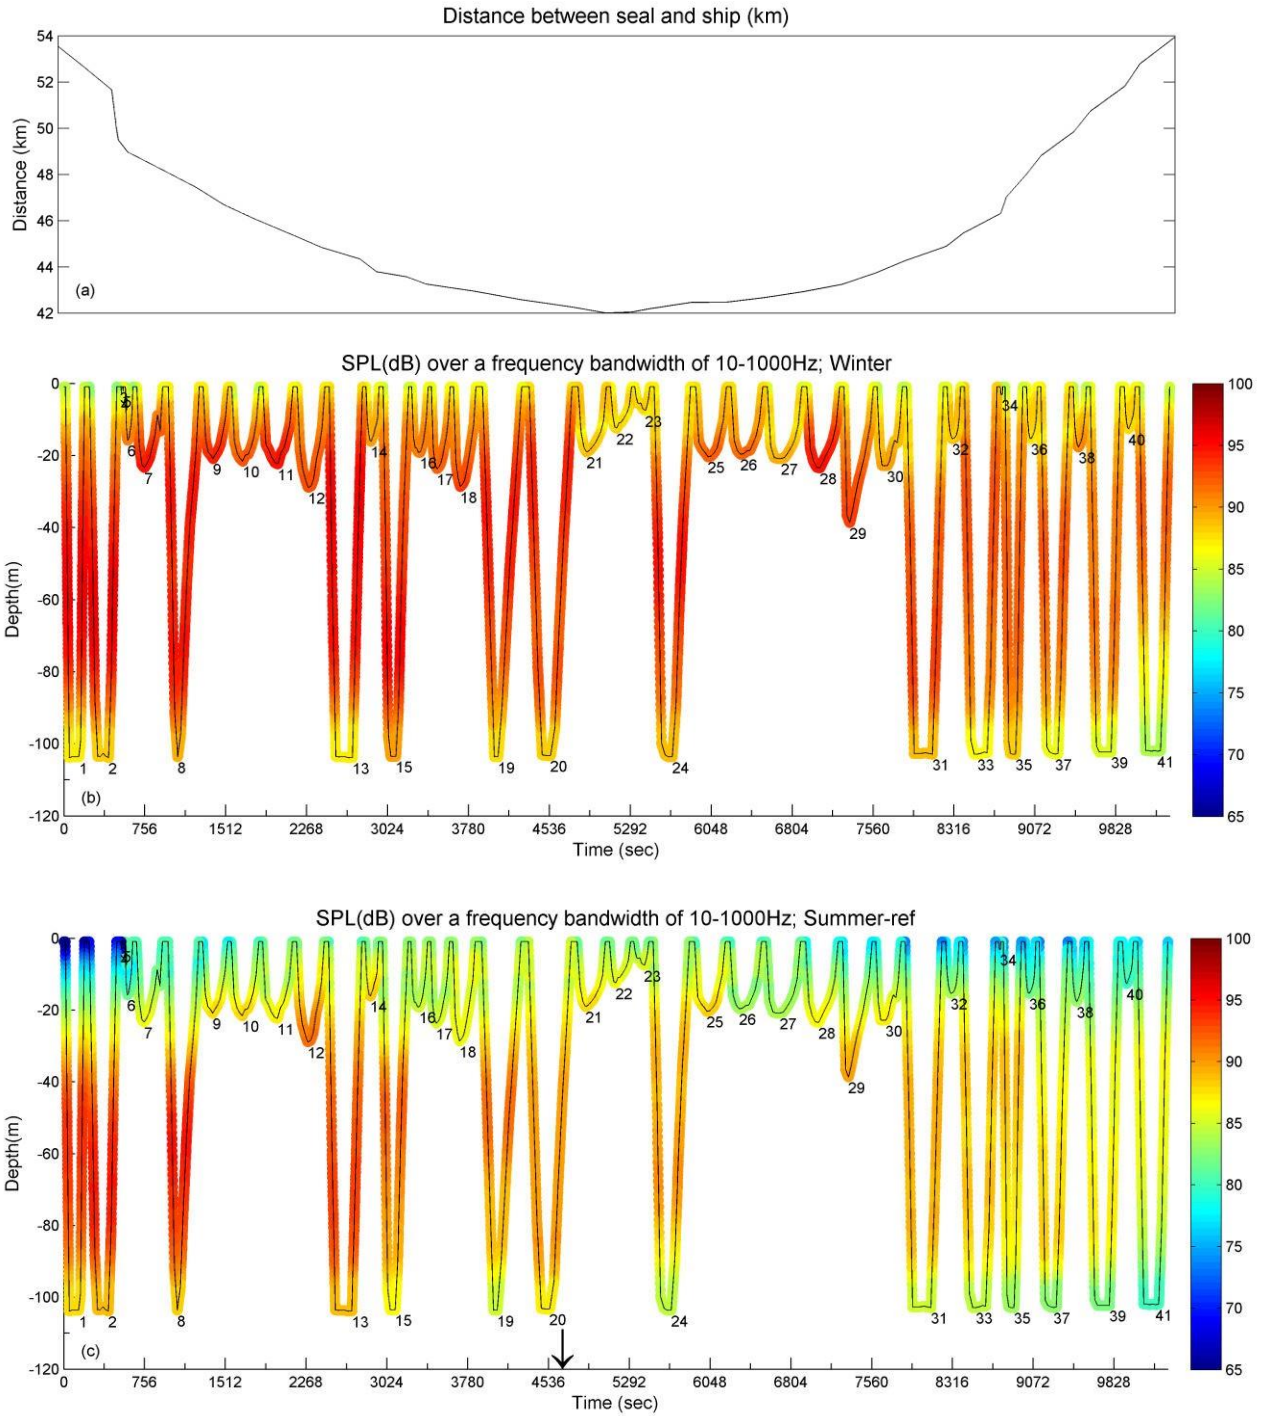 Distance between seal and ship (km)
54
52
50
48
46
44
42
Distance (km)
(a)
SPL(dB) over a frequency bandwidth of 10-1000Hz; Winter
0
-20
-40
-60
-80
-100
-120
Depth(m)
6 7 9 10 11 12 14 16 17 18 21 22 23 25 26 27 28 29 30 32 34 36 38 40
1 2 8 13 15 19 20 24 31 33 35 37 39 41
(b)
0 756 1512 2268 3024 3780 4536 5292 6048 6804 7560 8316 9072 9828
Time (sec)
100
95
90
85
80
75
70
65
SPL(dB) over a frequency bandwidth of 10-1000Hz; Summer-ref
0
-20
-40
-60
-80
-100
-120
Depth(m)
6 7 9 10 11 12 14 16 17 18 21 22 23 25 26 27 28 29 30 32 34 36 38 40
1 2 8 13 15 19 20 24 31 33 35 37 39 41
(c)
0 756 1512 2268 3024 3780 4536 5292 6048 6804 7560 8316 9072 9828
Time (sec)
100
95
90
85
80
75
70
65